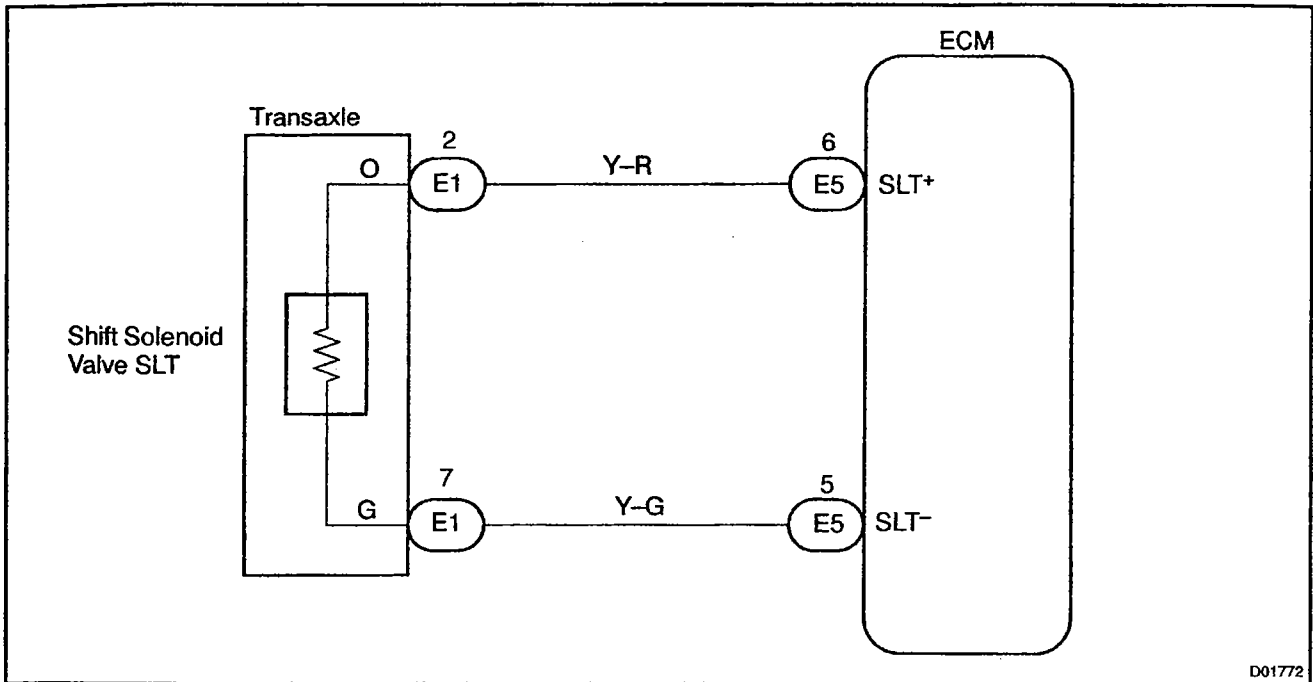 ECM
Transaxle
2
6
O
E1
Y–R
E5
SLT+
Shift Solenoid
Valve SLT
7
5
G
E1
Y–G
E5
SLT–
D01772